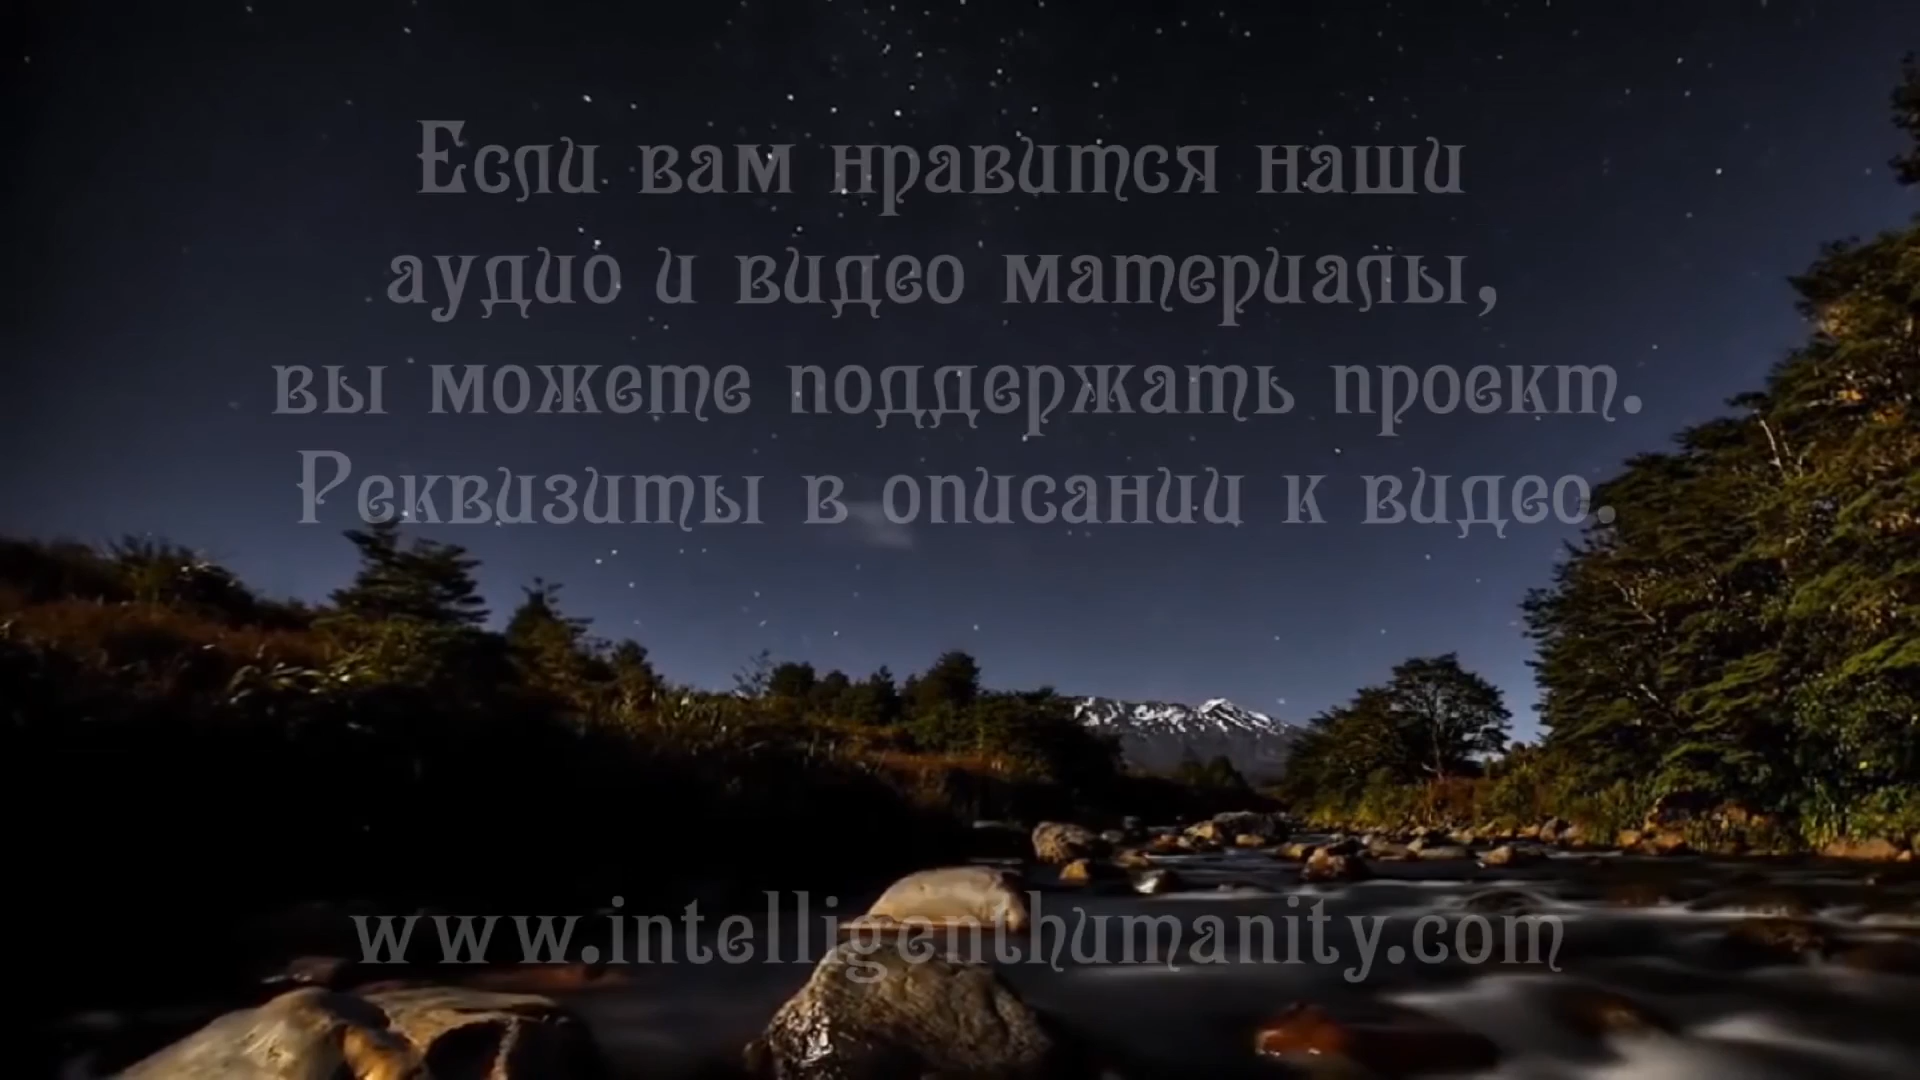 Если вам нравится наши
аудио и видео материалы,
вы можете поддержать проект.
Реквизиты в описании к видео.
www.intelligenthumanity.com